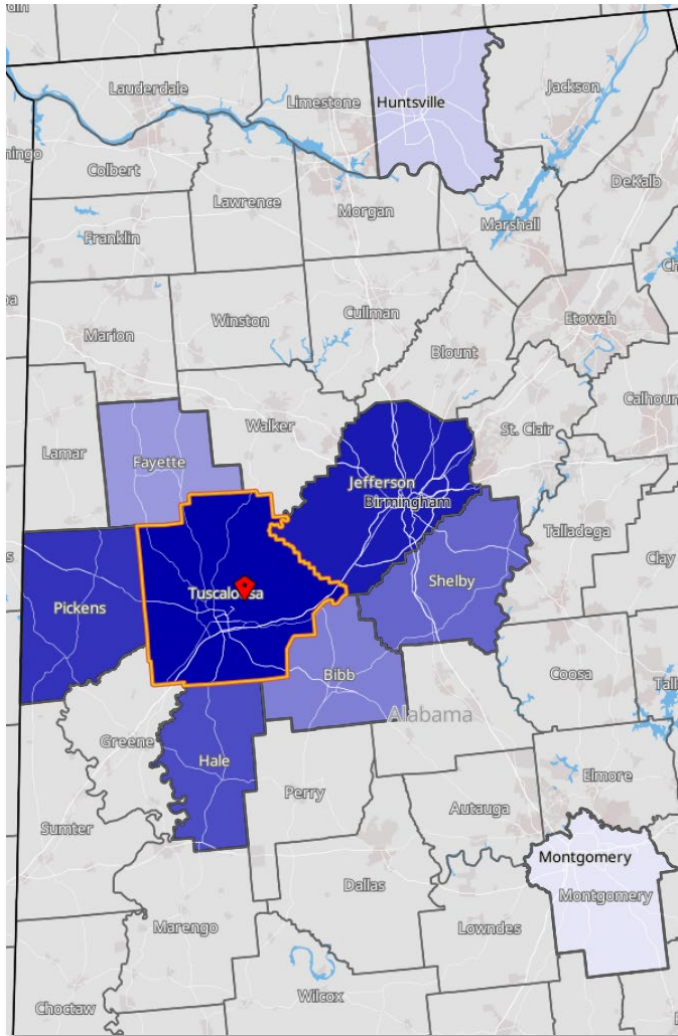 Lauderdale
Limestone
Huntsville
Jackson
Colbert
Lawrence
Morgan
Marshall
DeKalb
Franklin
Marion
Winston
Cullman
Etowah
Blount
Lamar
Fayette
Walker
St. Clair
Calhoun
Jefferson
Birmingham
Talladega
Clay
Pickens
Tuscaloosa
Shelby
Bibb
Coosa
Alabama
Greene
Hale
Perry
Autauga
Elmore
Sumter
Dallas
Montgomery
Montgomery
Marengo
Lowndes
Choctaw
Wilcox